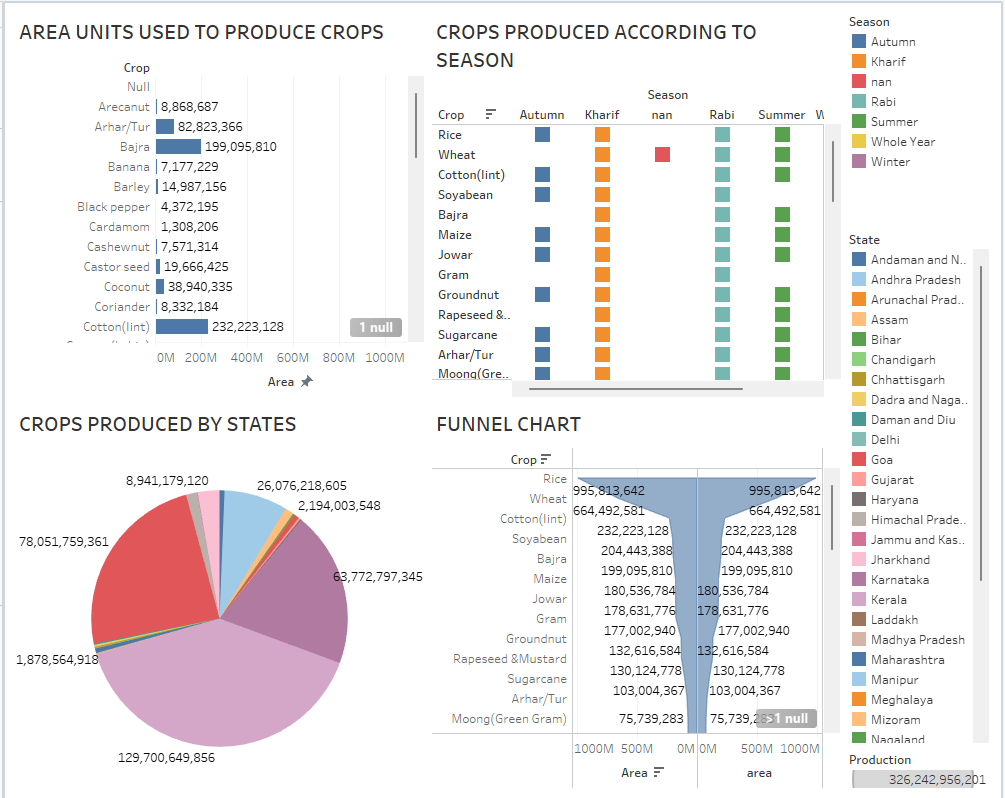 AREA UNITS USED TO PRODUCE CROPS
Crop
Null
Arecanut 8,868,687
Arhar/Tur 82,823,366
Bajra 199,095,810
Banana 7,177,229
Barley 14,987,156
Black pepper 4,372,195
Cardamom 1,308,206
Cashewnut 7,571,314
Castor seed 19,666,425
Coconut 38,940,335
Coriander 8,332,184
Cotton(lint) 232,223,128
1 null
0M 200M 400M 600M 800M 1000M
Area
CROPS PRODUCED ACCORDING TO
SEASON
Season
Crop Autumn Kharif nan Rabi Summer W
Rice
Wheat
Cotton(lint)
Soyabean
Bajra
Maize
Jowar
Gram
Groundnut
Rapeseed &..
Sugarcane
Arhar/Tur
Moong(Gre..
CROPS PRODUCED BY STATES
8,941,179,120
26,076,218,605
2,194,003,548
78,051,759,361
63,772,797,345
1,878,564,918
129,700,649,856
FUNNEL CHART
Crop
Rice 995,813,642 995,813,642
Wheat 664,492,581 664,492,581
Cotton(lint) 232,223,128 232,223,128
Soyabean 204,443,388 204,443,388
Bajra 199,095,810 199,095,810
Maize 180,536,784 180,536,784
Jowar 178,631,776 178,631,776
Gram 177,002,940 177,002,940
Groundnut 132,616,584 132,616,584
Rapeseed &Mustard 130,124,778 130,124,778
Sugarcane 103,004,367 103,004,367
Arhar/Tur
Moong(Green Gram) 75,739,283
>1 null
1000M 500M 0M 0M 500M 1000M
Area area
Season
Autumn
Kharif
nan
Rabi
Summer
Whole Year
Winter
State
Andaman and N..
Andhra Pradesh
Arunachal Prad..
Assam
Bihar
Chandigarh
Chhattisgarh
Dadra and Naga..
Daman and Diu
Delhi
Goa
Gujarat
Haryana
Himachal Prade..
Jammu and Kas..
Jharkhand
Karnataka
Kerala
Laddakh
Madhya Pradesh
Maharashtra
Manipur
Meghalaya
Mizoram
Nagaland
Production
326,242,956,201